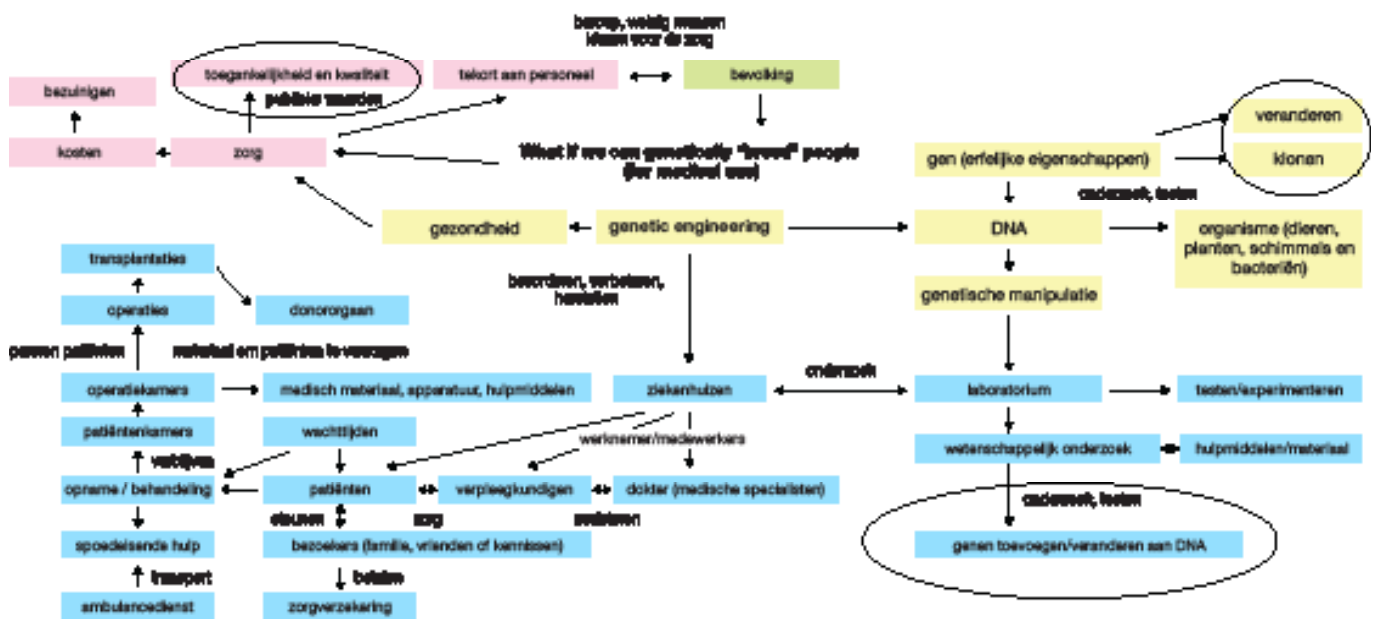 beroep, weinig mensen
kiezen voor de zorg
toegankelijkheid en kwaliteit
tekort aan personeel
bevolking
bezuinigen
publieke waarden
veranderen
kosten
zorg
What if we can genetically "breed" people
(for medical use)
gen (erfelijke eigenschappen)
klonen
onderzoek, testen
gezondheid
genetic engineering
DNA
organisme (dieren,
planten, schimmels en
bacteriën)
transplantaties
bevorderen, verbeteren,
herstellen
genetische manipulatie
operaties
donororgaan
patiënten
materiaal om patiënten te verzorgen
onderzoek
operatiekamers
medisch materiaal, apparatuur, hulpmiddelen
ziekenhuizen
laboratorium
testen/experimenteren
patiëntenkamers
wachttijden
werknemer/medewerkers
wetenschappelijk onderzoek
hulpmiddelen/materiaal
verblijven
opname / behandeling
patiënten
verpleegkundigen
dokter (medische specialisten)
onderzoek, testen
steunen
zorg
assisteren
spoedeisende hulp
bezoekers (familie, vrienden of kennissen)
genen toevoegen/veranderen aan DNA
transport
betalen
ambulancedienst
zorgverzekering